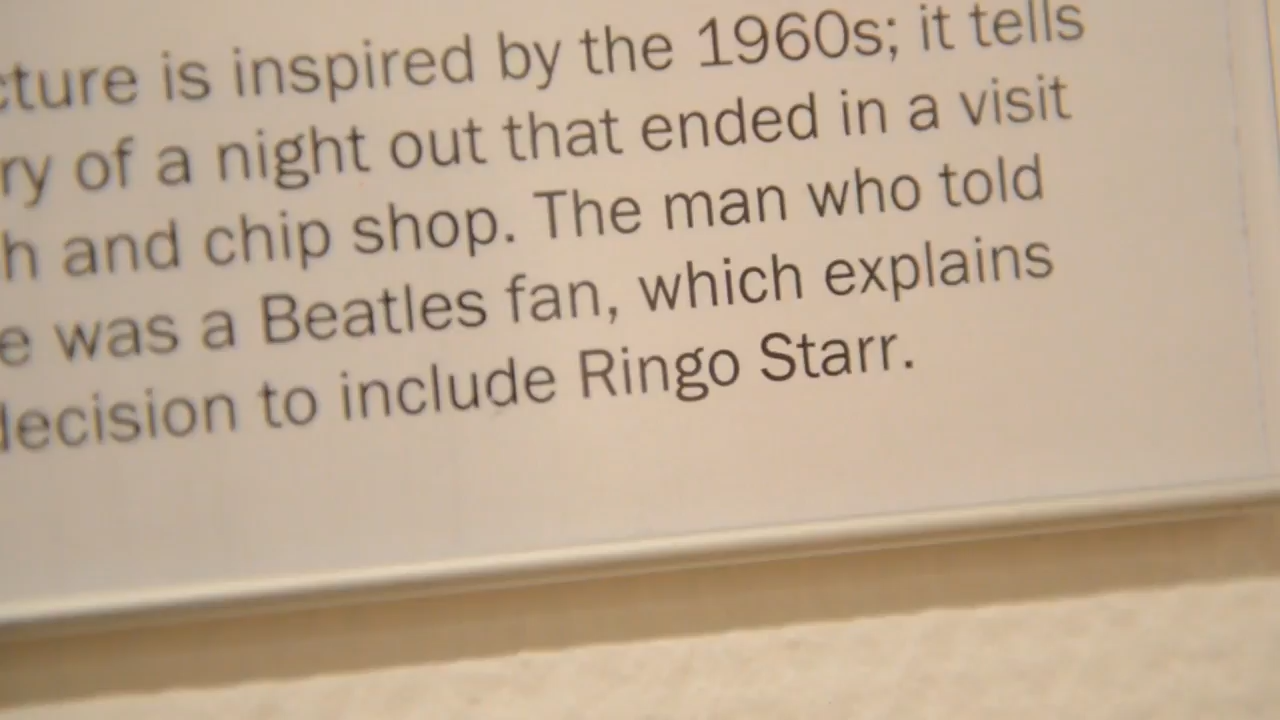 cture is inspired by the 1960s; it tells
ry of a night out that ended in a visit
h and chip shop. The man who told
e was a Beatles fan, which explains
decision to include Ringo Starr.